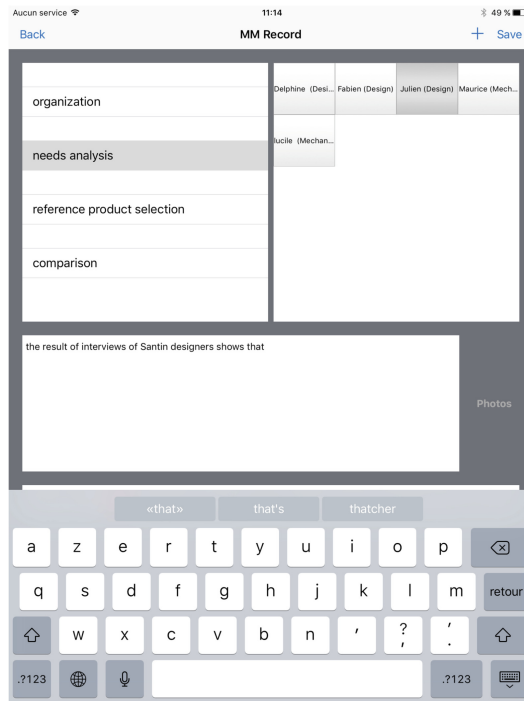 Aucun service 11:14 49 %
Back MM Record + Save
organization
needs analysis
reference product selection
comparison
Delphine (Desi... Fabien (Design) Julien (Design) Maurice (Mech...
lucile (Mechan...
the result of interviews of Santin designers shows that
Photos
«that» that's thatcher
a z e r t y u i o p
q s d f g h j k l m retour
w x c v b n ' ? , ' .
.?123 .?123